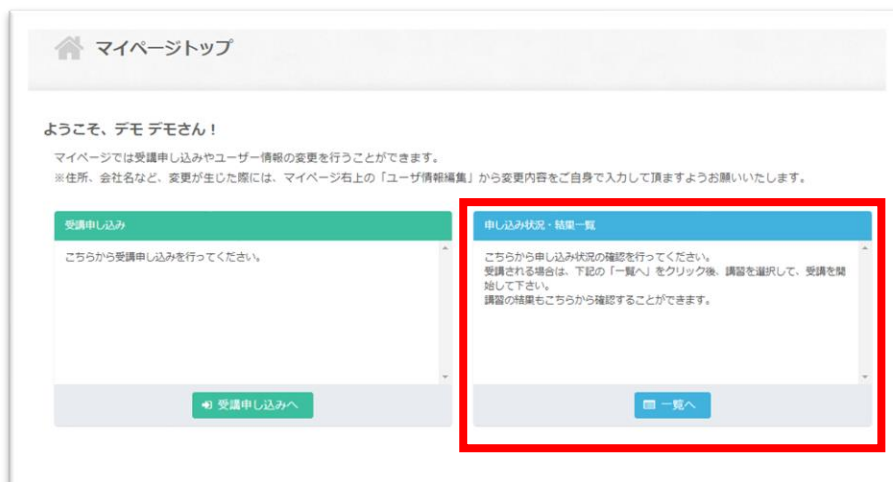 マイページトップ
ようこそ、デモ デモさん！
マイページでは受講申し込みやユーザー情報の変更を行うことができます。
※住所、会社名など、変更が生じた際には、マイページ右上の「ユーザ情報編集」から変更内容をご自身で入力して頂ますようお願いいたします。
受講申し込み
こちらから受講申し込みを行ってください。
受講申し込みへ
申し込み状況・結果一覧
こちらから申し込み状況の確認を行ってください。
受講される場合は、下記の「一覧へ」をクリック後、講習を選択して、受講を開
始して下さい。
講習の結果もこちらから確認することができます。
一覧へ